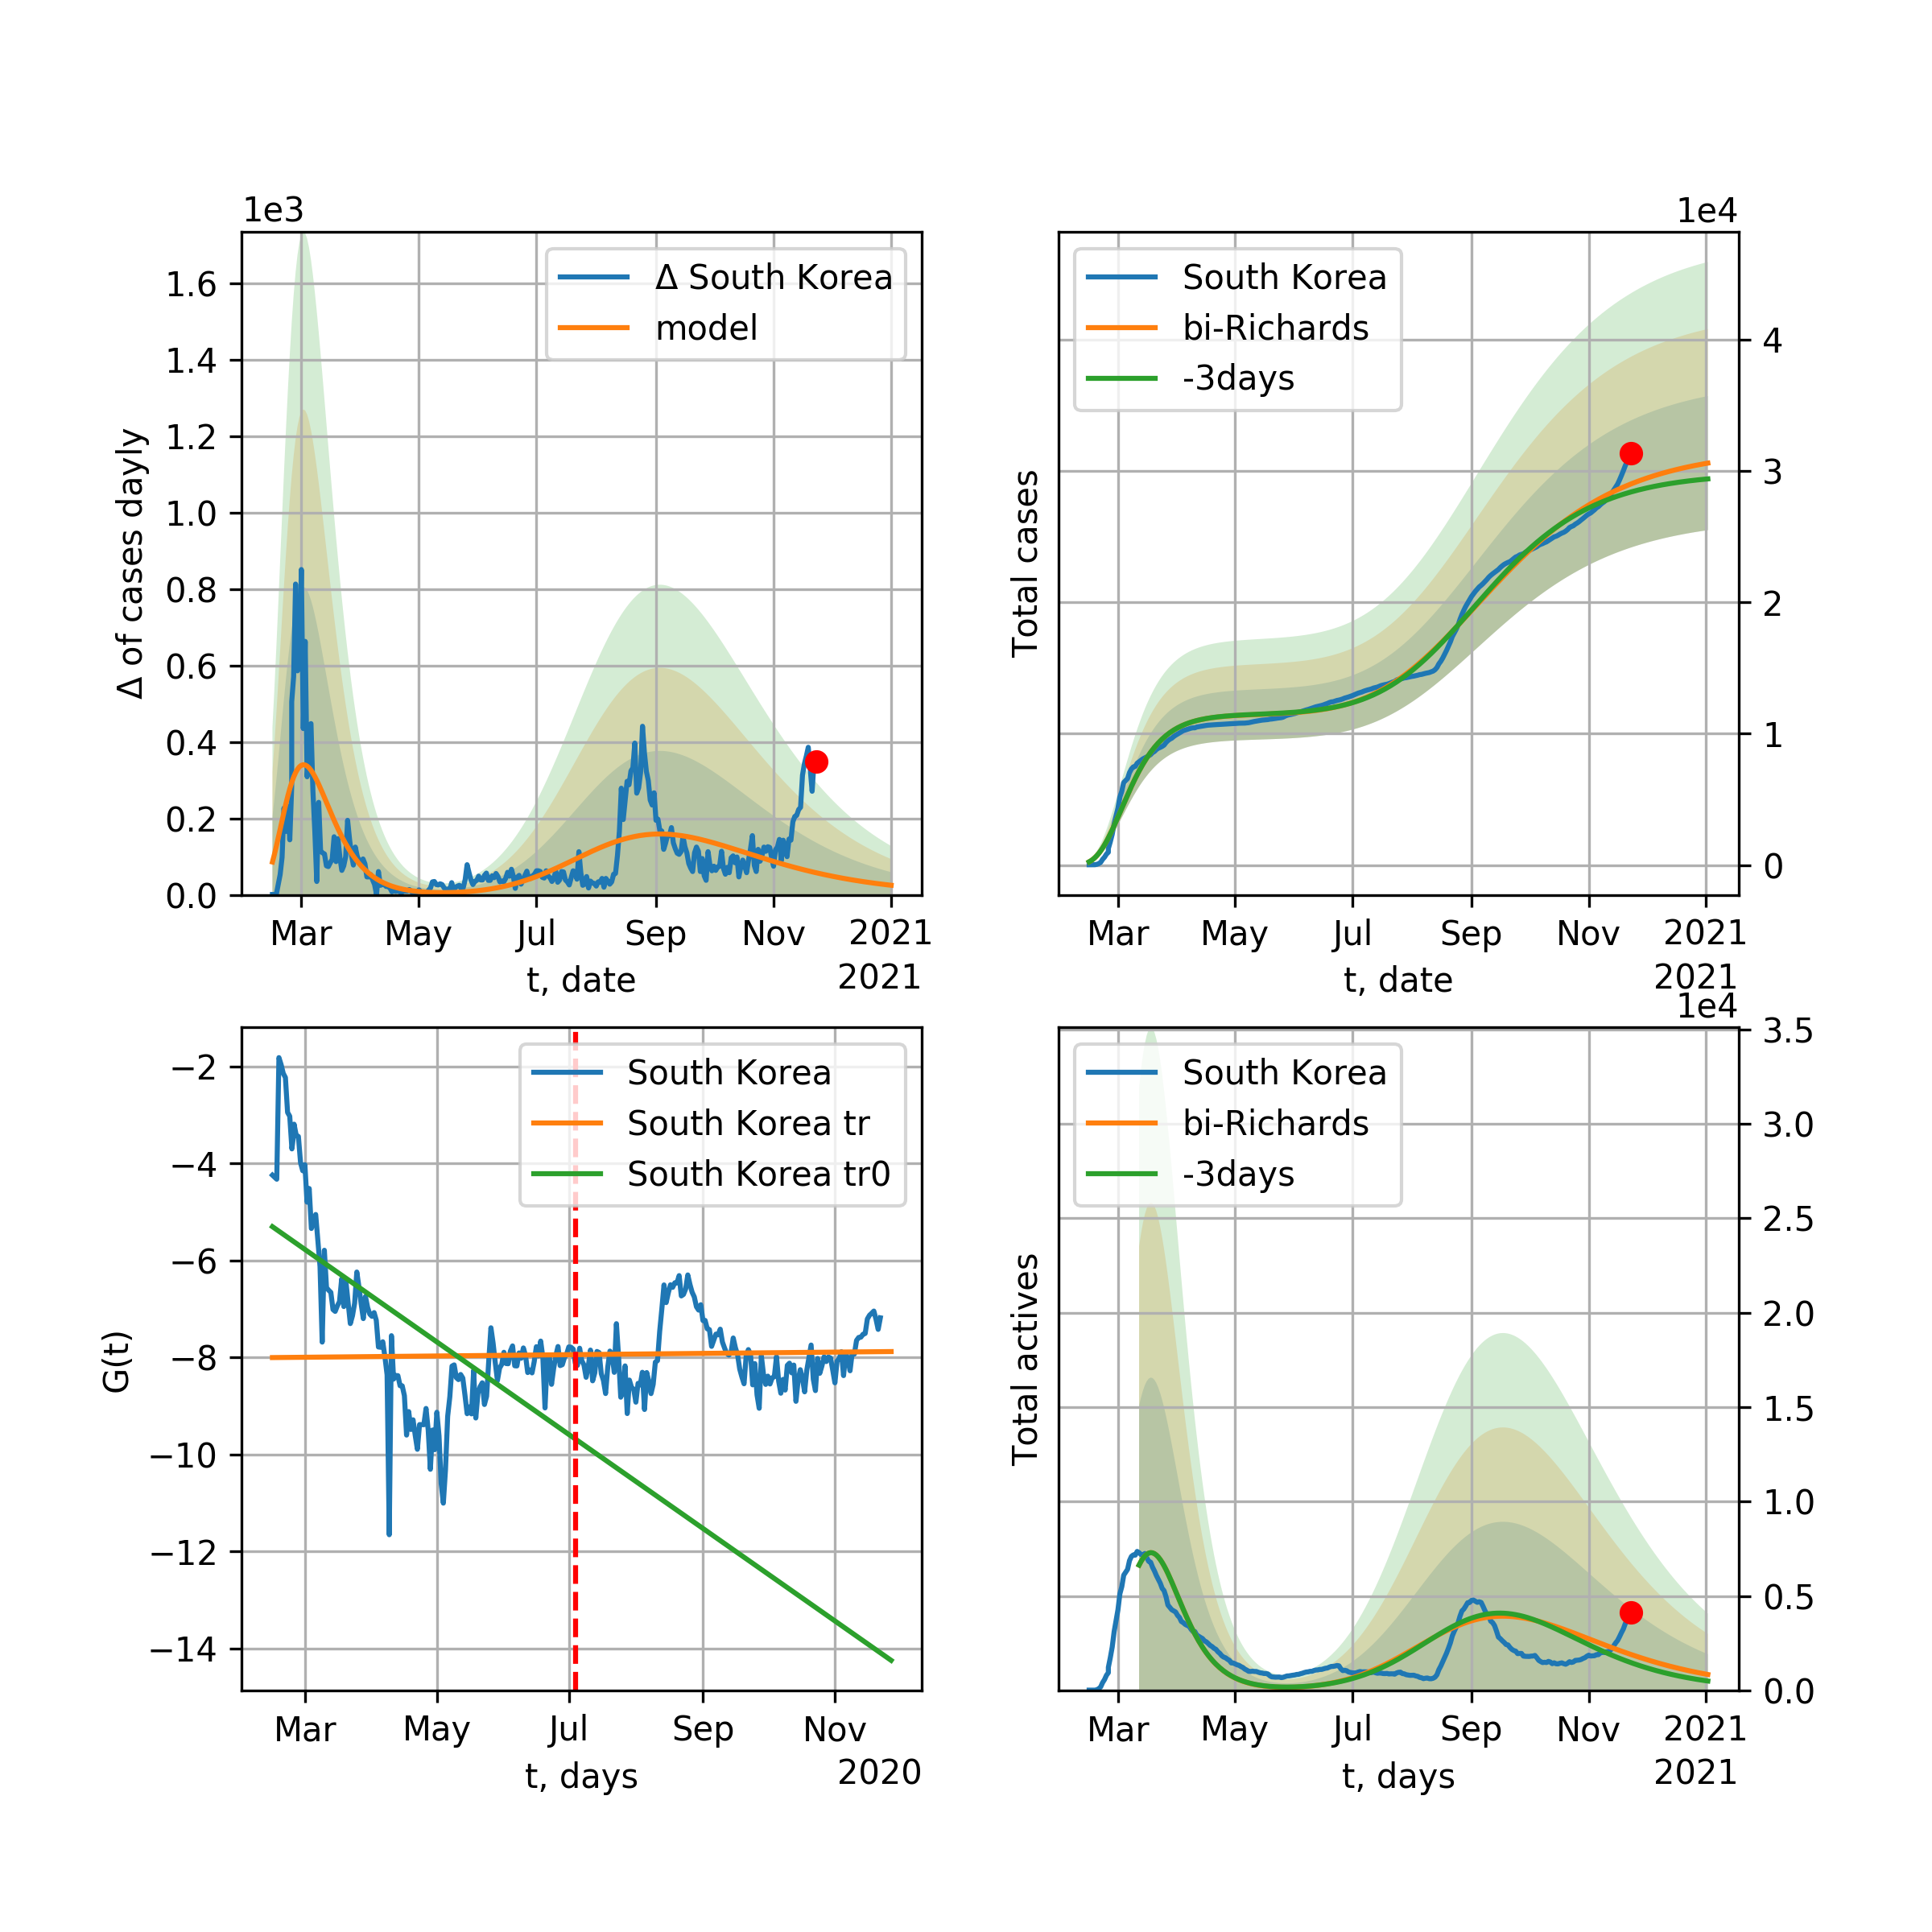 1e3
Δ of cases dayly
1.6
1.4
1.2
1.0
0.8
0.6
0.4
0.2
0.0
Δ South Korea
model
Mar May Jul Sep Nov 2021
t, date
2021
1e4
Total cases
South Korea
bi-Richards
-3days
4
3
2
1
0
Mar May Jul Sep Nov 2021
t, date
2021
G(t)
−2
−4
−6
−8
−10
−12
−14
South Korea
South Korea tr
South Korea tr0
Mar May Jul Sep Nov
t, days
2020
1e4
Total actives
South Korea
bi-Richards
-3days
3.5
3.0
2.5
2.0
1.5
1.0
0.5
0.0
Mar May Jul Sep Nov 2021
t, days
2021